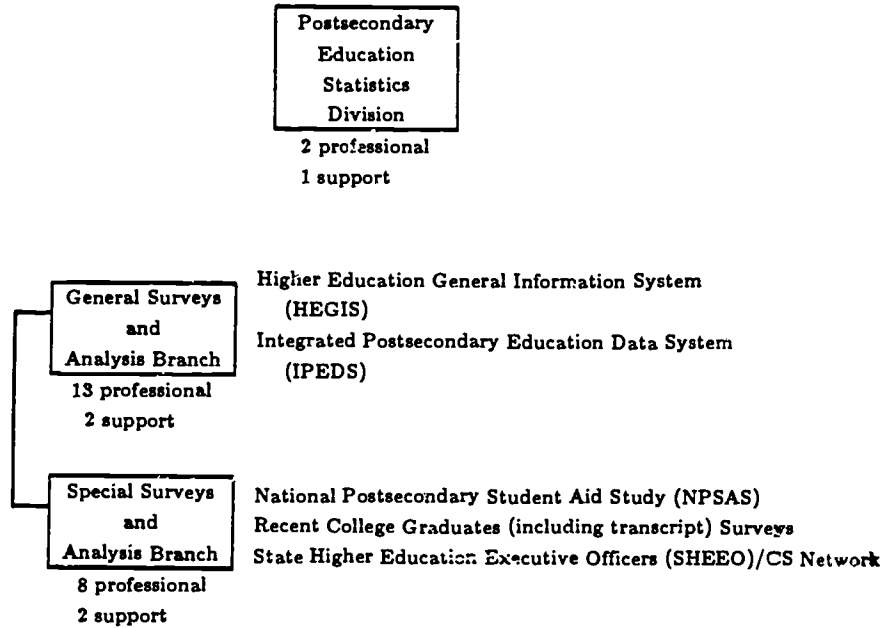 Postsecondary
Education
Statistics
Division
2 professional
1 support
General Surveys
and
Analysis Branch
13 professional
2 support
Higher Education General Information System
(HEGIS)
Integrated Postsecondary Education Data System
(IPEDS)
Special Surveys
and
Analysis Branch
8 professional
2 support
National Postsecondary Student Aid Study (NPSAS)
Recent College Graduates (including transcript) Surveys
State Higher Education Executive Officers (SHEEO)/CS Network